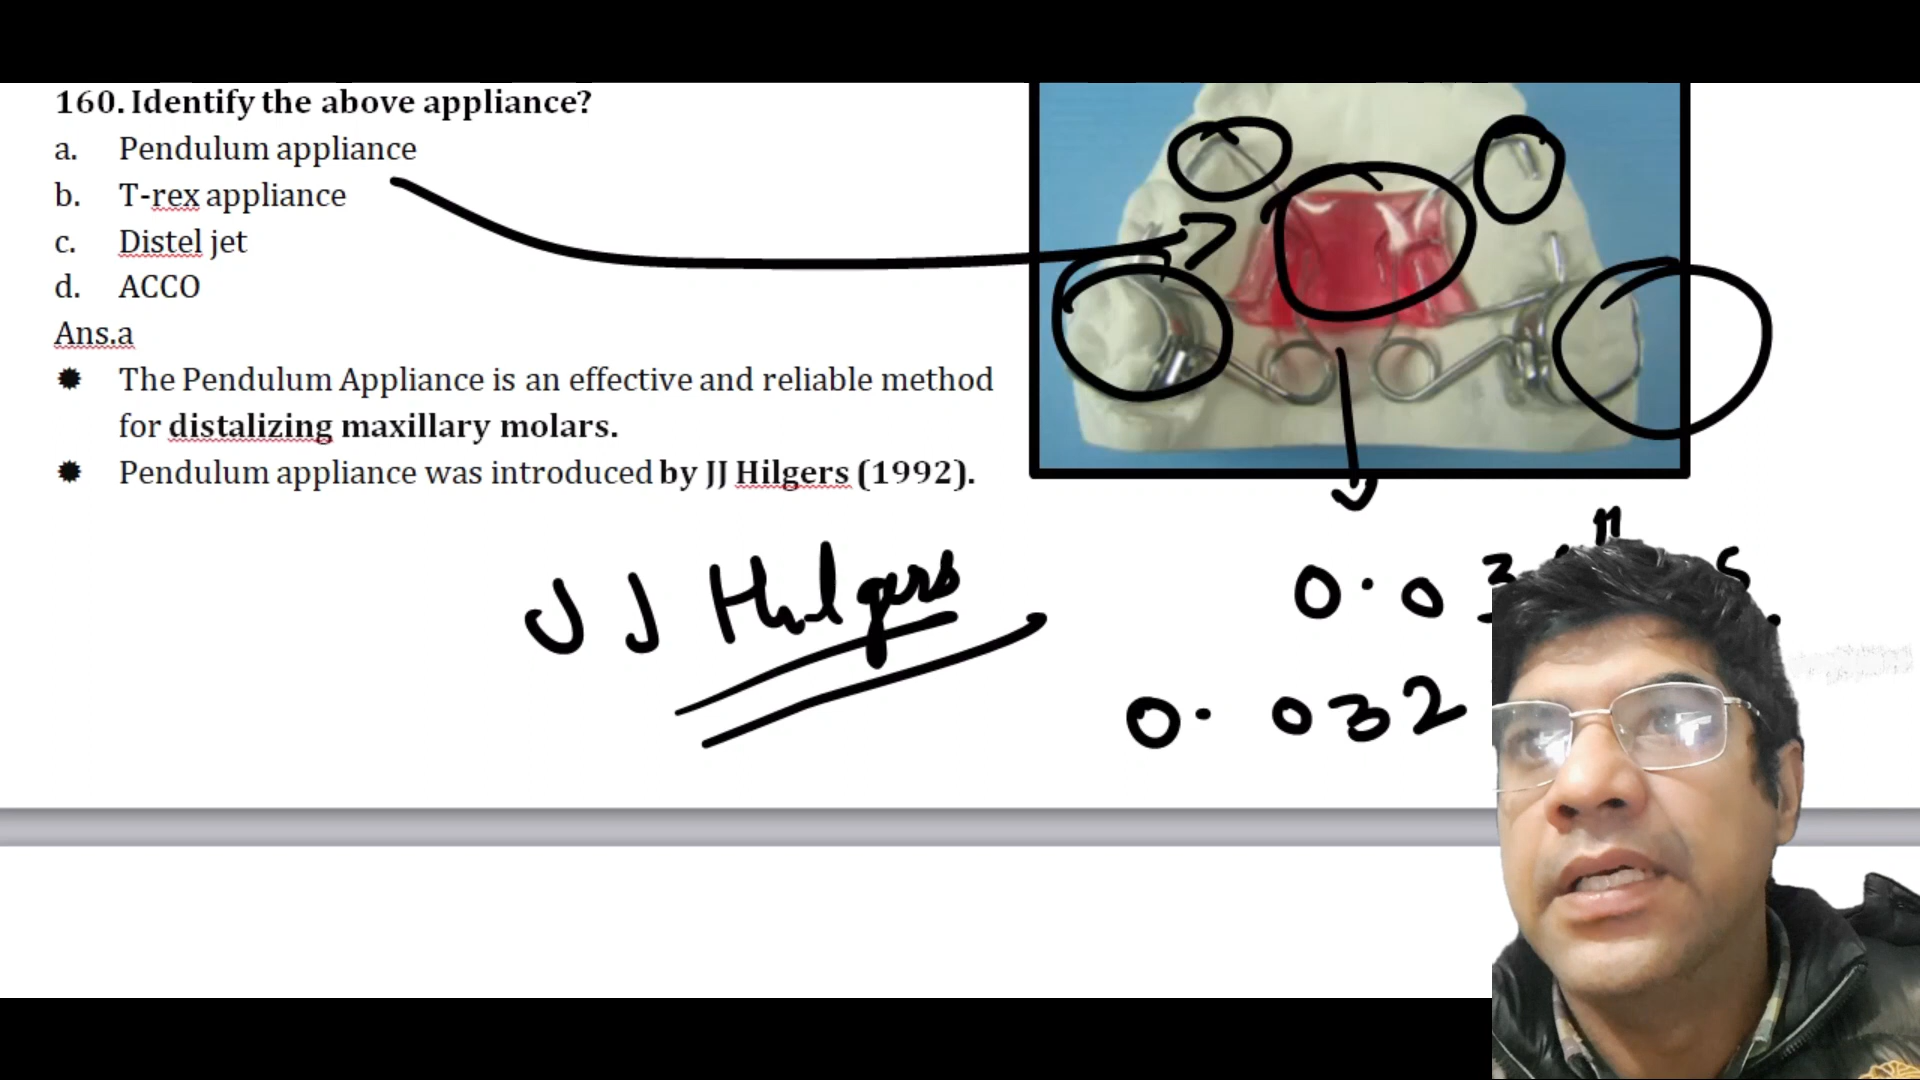 160. Identify the above appliance?
a. Pendulum appliance
b. T-rex appliance
c. Distel jet
d. ACCO
Ans.a
The Pendulum Appliance is an effective and reliable method
for distalizing maxillary molars.
Pendulum appliance was introduced by JJ Hilgers (1992).
JJ Hilgers
0.03
0.032